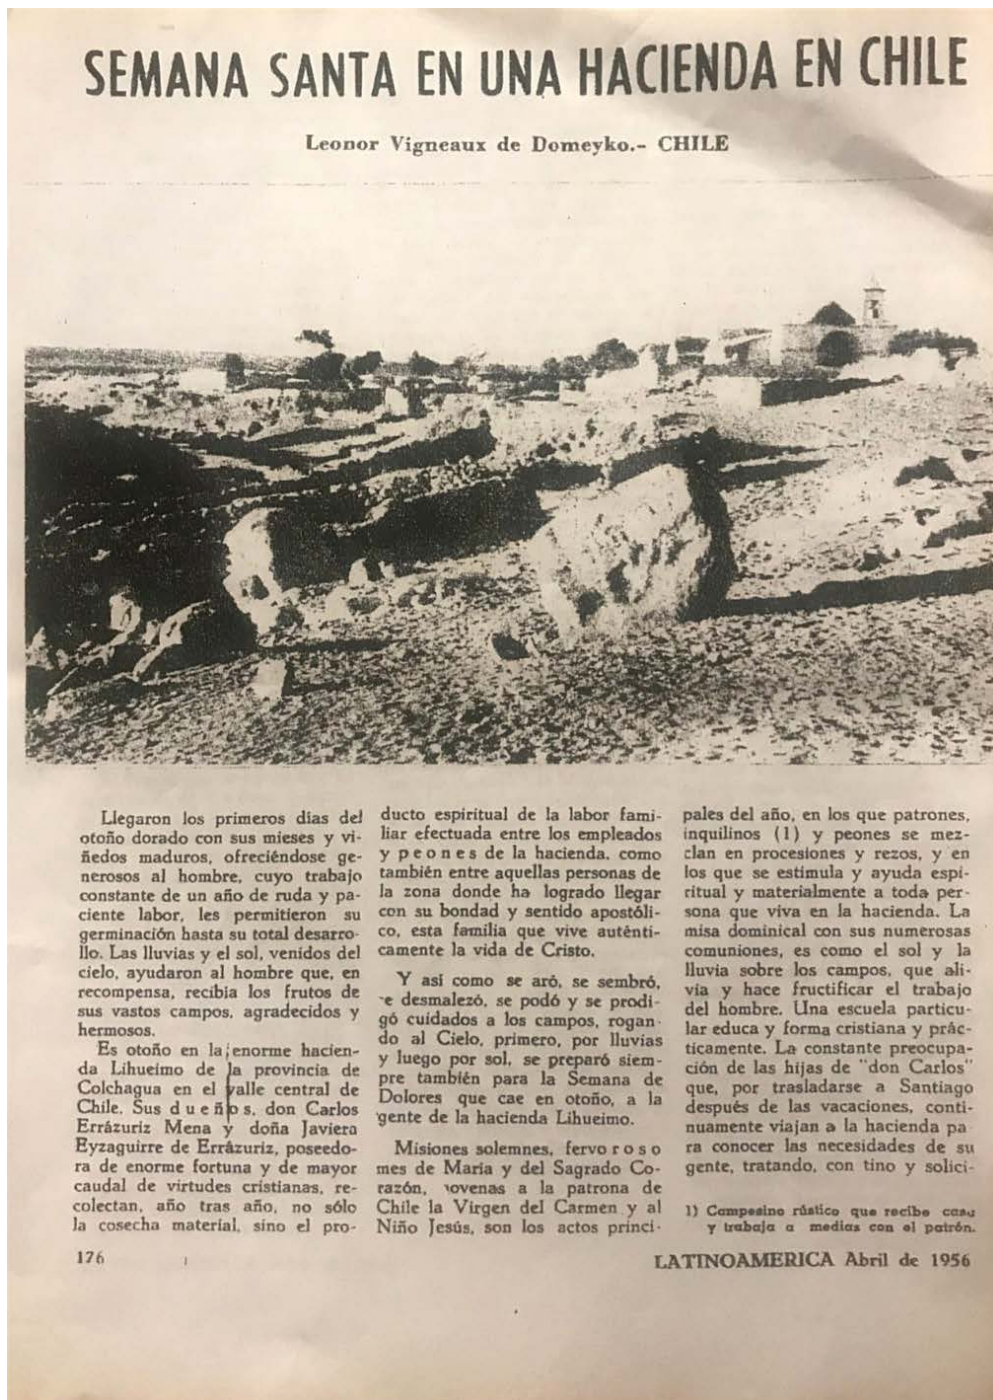 SEMANA SANTA EN UNA HACIENDA EN CHILE
Leonor Vigneaux de Domeyko.- CHILE
Llegaron los primeros días del
otoño dorado con sus mieses y vi-
ñedos maduros, ofreciéndose ge-
nerosos al hombre, cuyo trabajo
constante de un año de ruda y pa-
ciente labor, les permitieron su
germinación hasta su total desarro-
llo. Las lluvias y el sol, venidos del
cielo, ayudaron al hombre que, en
recompensa, recibía los frutos de
sus vastos campos, agradecidos y
hermosos.
Es otoño en la enorme hacien-
da Lihueimo de la provincia de
Colchagua en el valle central de
Chile. Sus dueños, don Carlos
Errázuriz Mena y doña Javiera
Eyzaguirre de Errázuriz, poseedo-
ra de enorme fortuna y de mayor
caudal de virtudes cristianas, re-
colectan, año tras año, no sólo
la cosecha material, sino el pro-
ducto espiritual de la labor fami-
liar efectuada entre los empleados
y peones de la hacienda, como
también entre aquellas personas de
la zona donde ha logrado llegar
con su bondad y sentido apostóli-
co, esta familia que vive auténti-
camente la vida de Cristo.
Y así como se aró, se sembró,
se desmalezó, se podó y se prodi-
gó cuidados a los campos, rogan-
do al Cielo, primero, por lluvias
y luego por sol, se preparó siem-
pre también para la Semana de
Dolores que cae en otoño, a la
gente de la hacienda Lihueimo.
Misiones solemnes, fervorosos
mes de María y del Sagrado Co-
razón, novenas a la patrona de
Chile la Virgen del Carmen y al
Niño Jesús, son los actos princi-
pales del año, en los que patrones,
inquilinos (1) y peones se mez-
clan en procesiones y rezos, y en
los que se estimula y ayuda espi-
ritual y materialmente a toda per-
sona que viva en la hacienda. La
misa dominical con sus numerosas
comuniones, es como el sol y la
lluvia sobre los campos, que ali-
via y hace fructificar el trabajo
del hombre. Una escuela particu-
lar educa y forma cristiana y prác-
ticamente. La constante preocupa-
ción de las hijas de "don Carlos"
que, por trasladarse a Santiago
después de las vacaciones, conti-
nuamente viajan a la hacienda pa
ra conocer las necesidades de su
gente, tratando, con tino y solici-
1) Campesino rústico que recibe casa
y trabaja a medias con el patrón.
176
LATINOAMERICA Abril de 1956